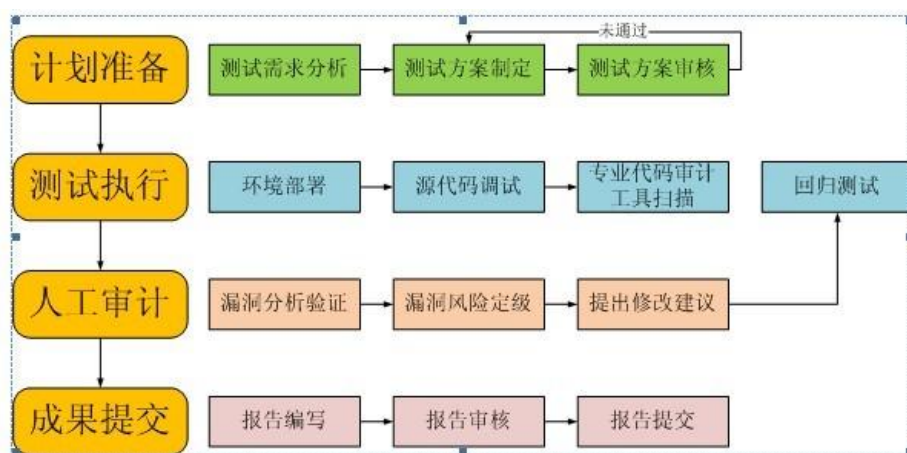 未通过
计划准备
测试需求分析
测试方案制定
测试方案审核
测试执行
环境部署
源代码调试
专业代码审计
工具扫描
回归测试
人工审计
漏洞分析验证
漏洞风险定级
提出修改建议
成果提交
报告编写
报告审核
报告提交